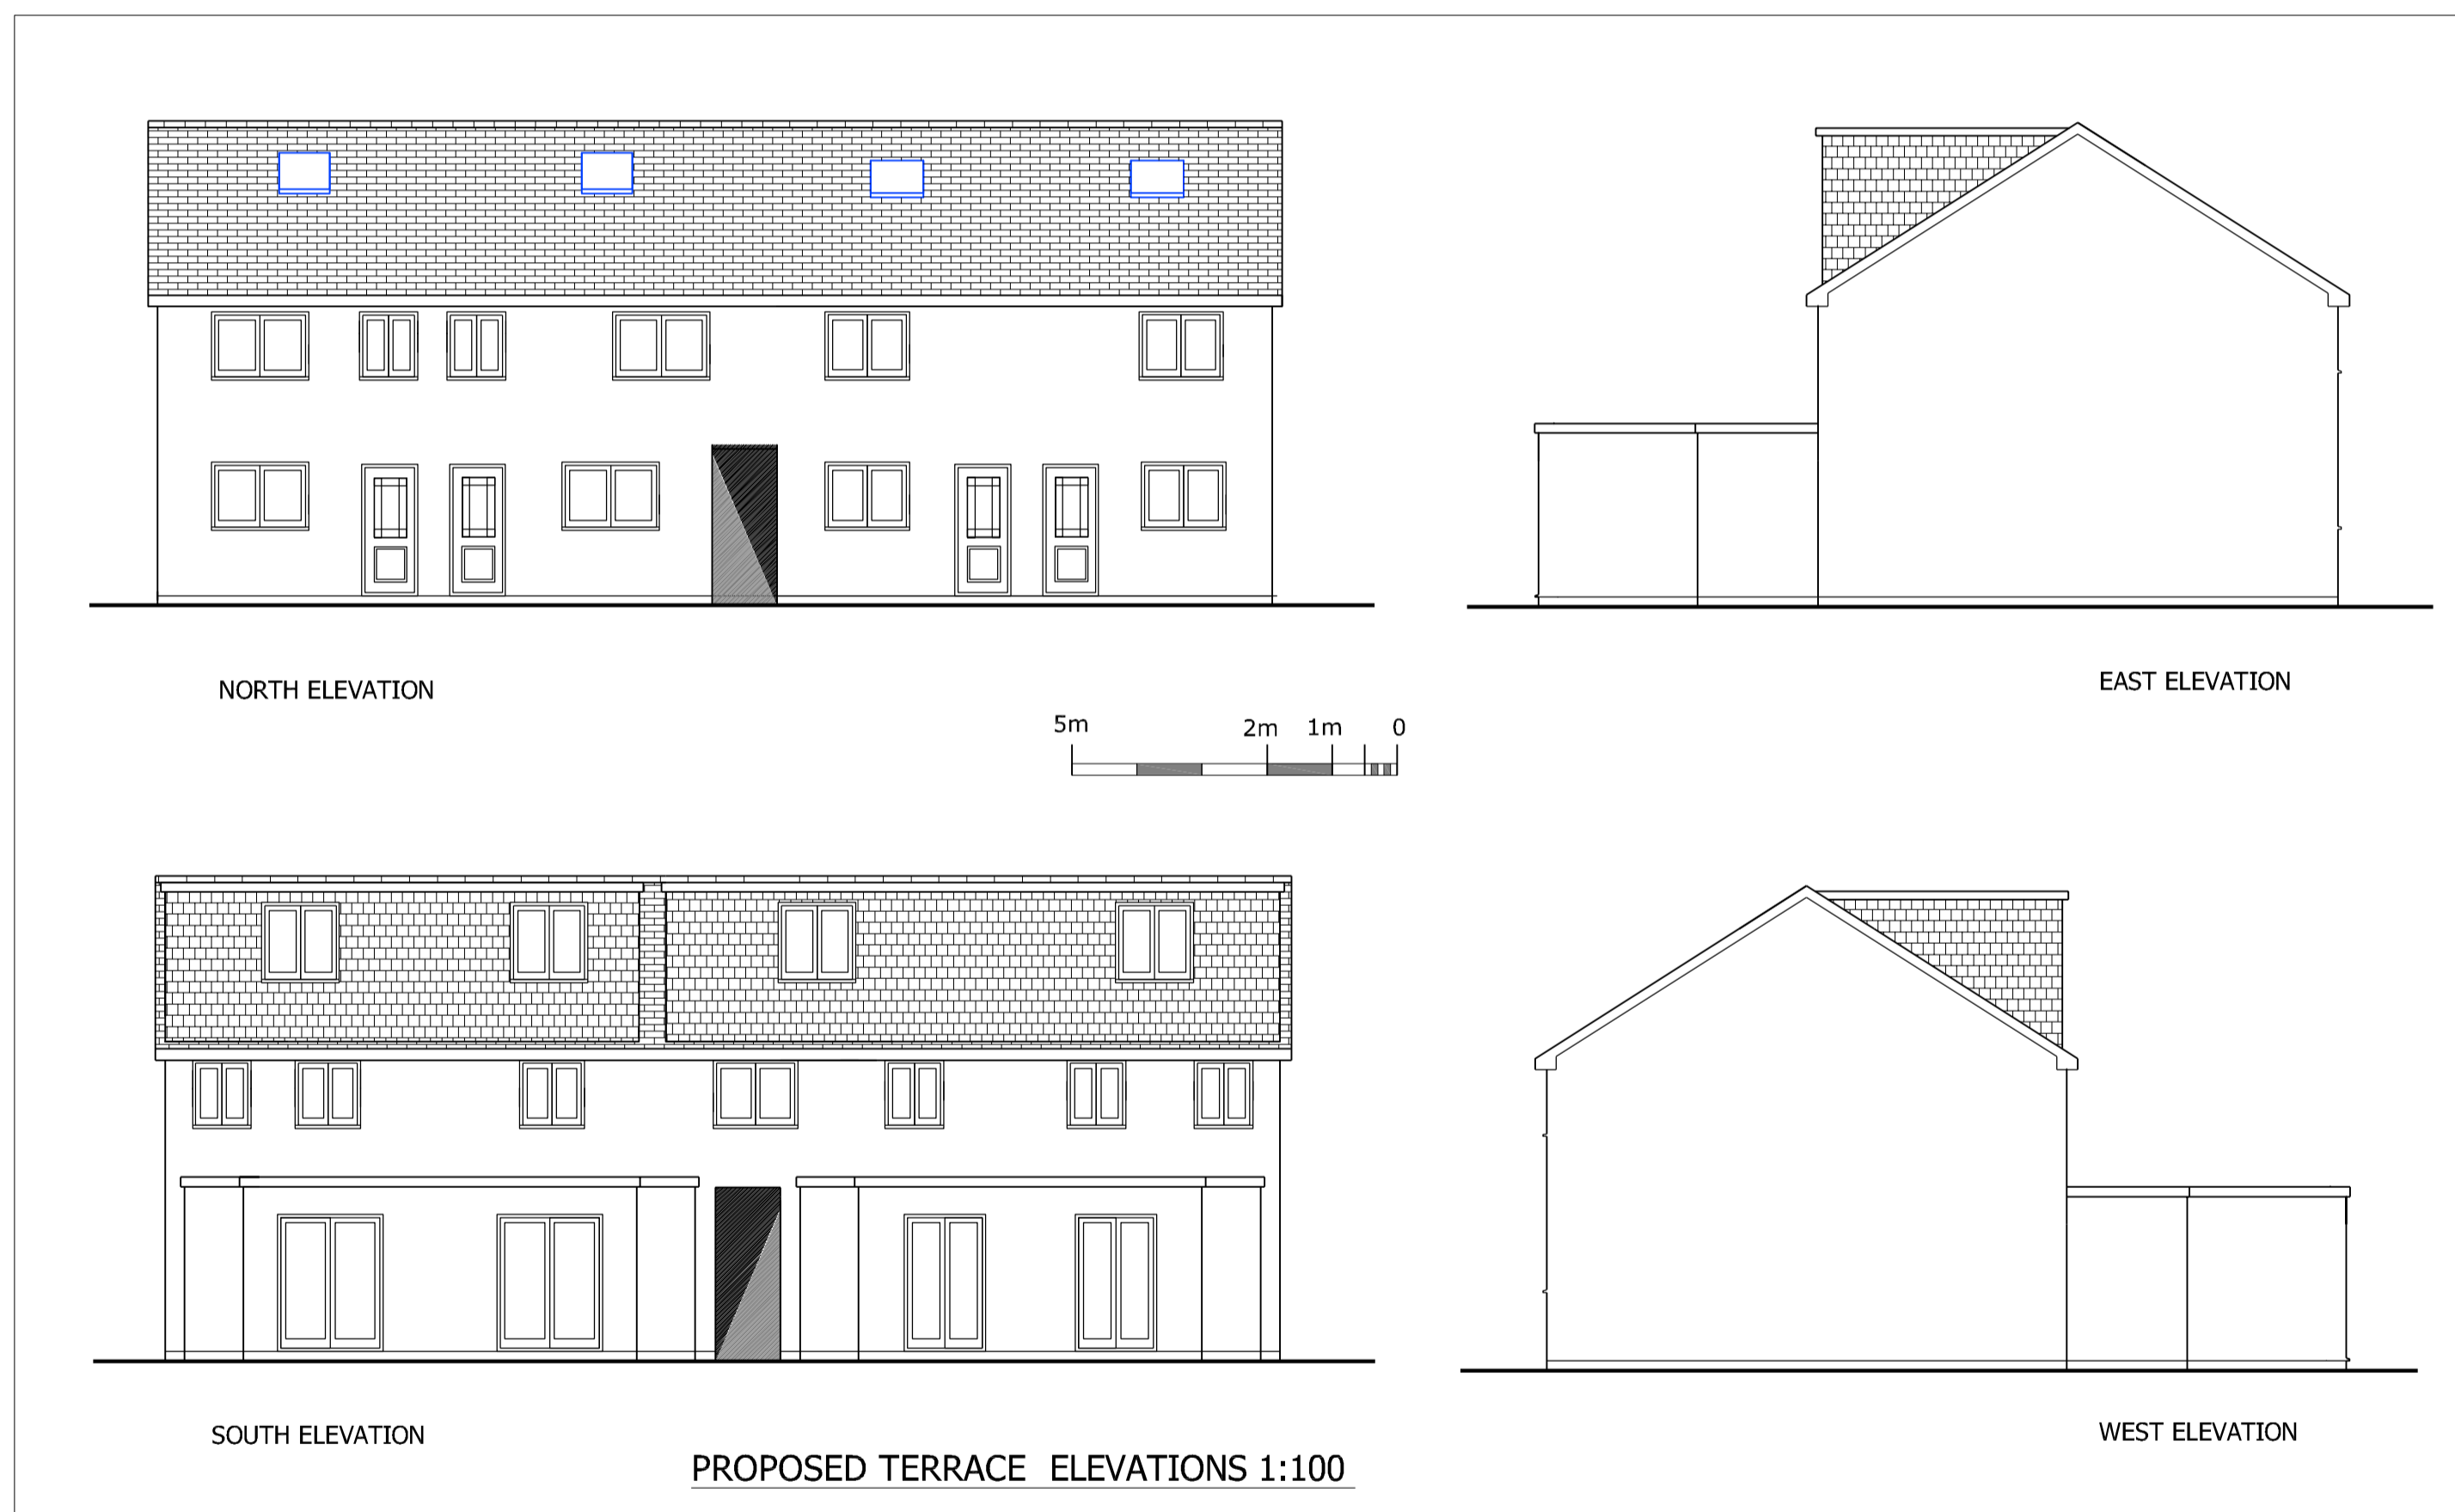 NORTH ELEVATION
EAST ELEVATION
5m 2m 1m 0
SOUTH ELEVATION
WEST ELEVATION
PROPOSED TERRACE ELEVATIONS 1:100